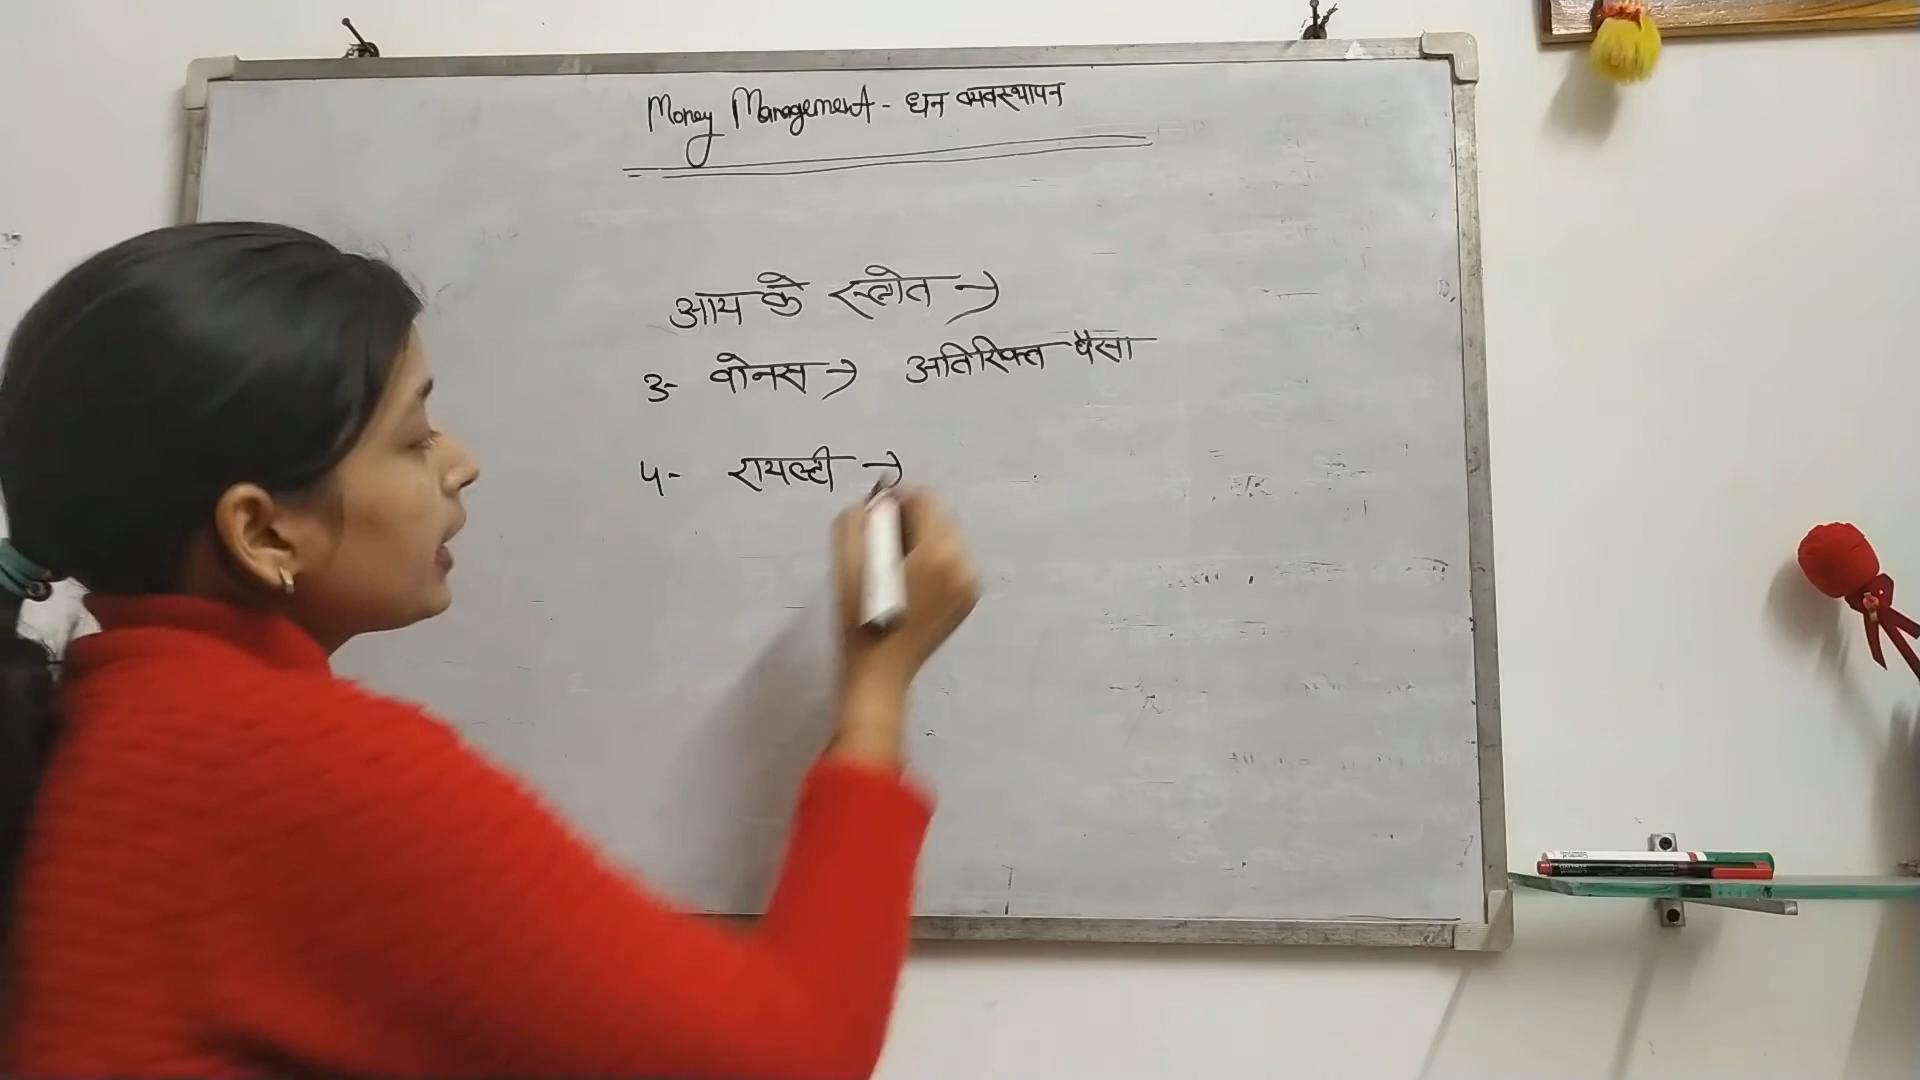 Money Management - धन व्यवस्थापन
आय के स्त्रोत →
3- वोनस → अतिरिक्त पैसा
4- रायल्टी →